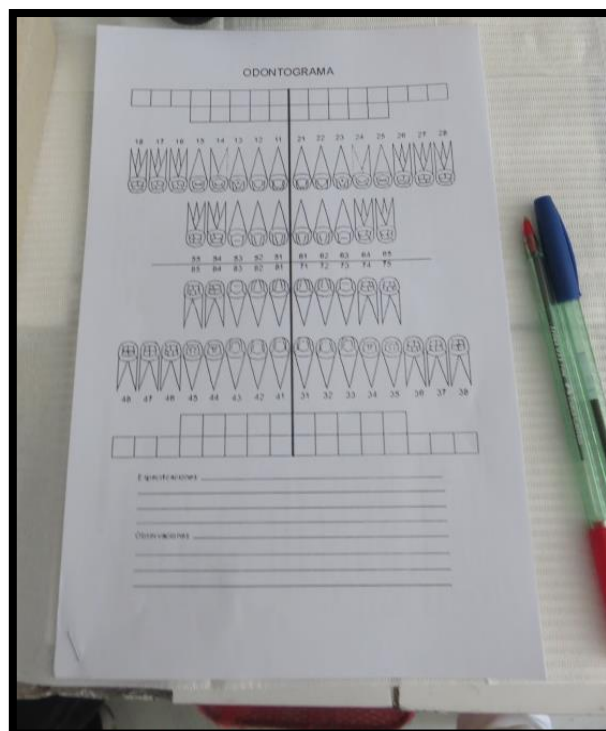 ODONTOGRAMA
18 17 16 15 14 13 12 11 21 22 23 24 25 26 27 28
55 54 53 52 51 61 62 63 64 65
85 84 83 82 81 71 72 73 74 75
48 47 46 45 44 43 42 41 31 32 33 34 35 36 37 38
Especificaciones
Observaciones